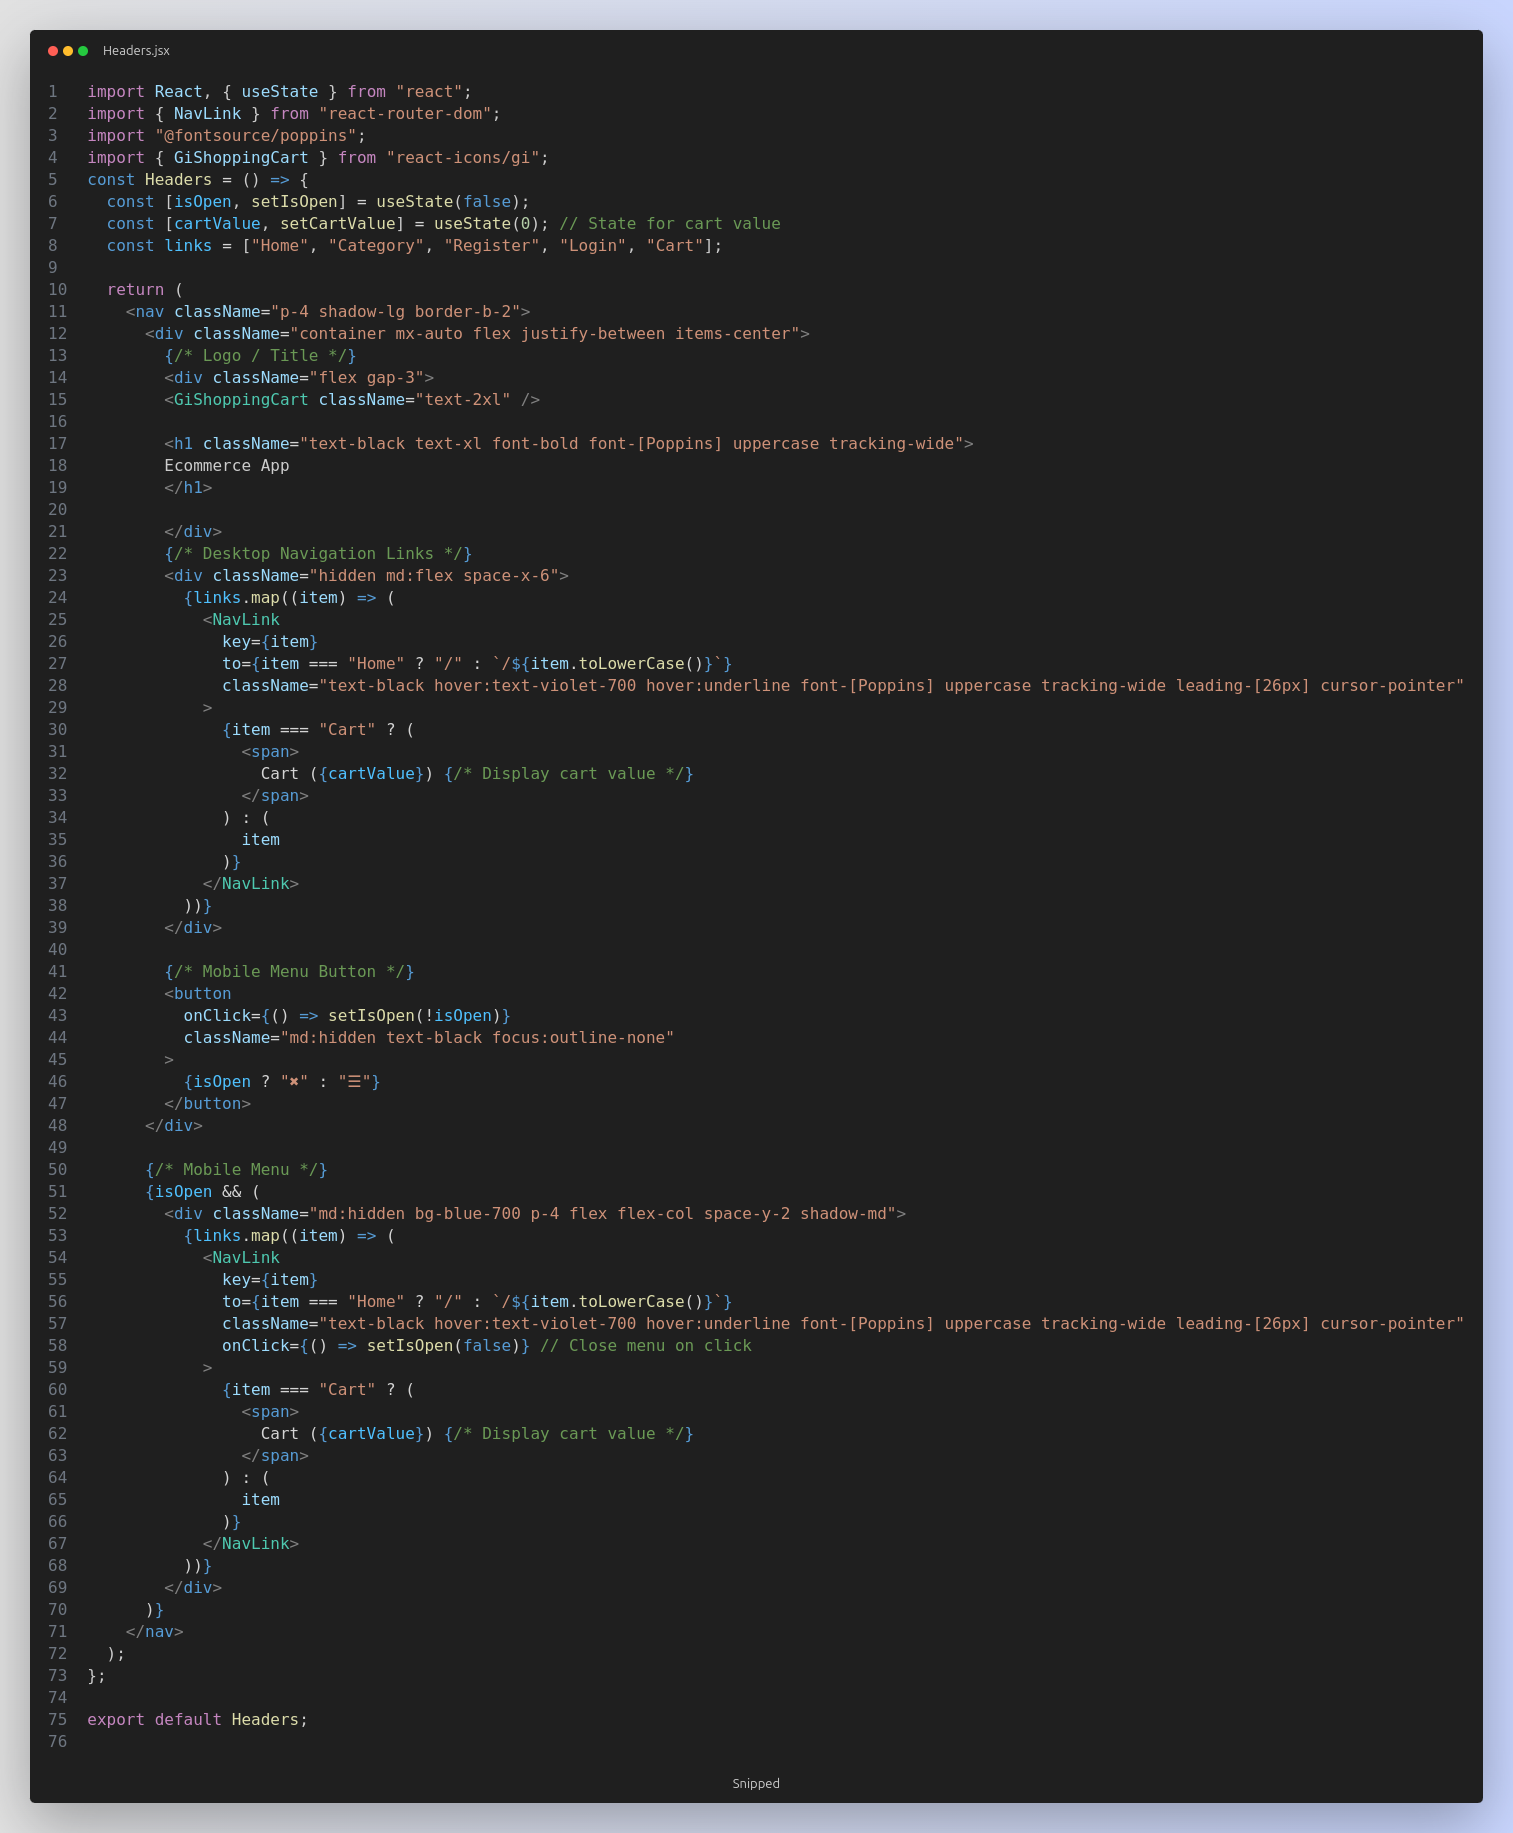 Headers.jsx
1 import React, { useState } from "react";
2 import { NavLink } from "react-router-dom";
3 import "@fontsource/poppins";
4 import { GiShoppingCart } from "react-icons/gi";
5 const Headers = () => {
6   const [isOpen, setIsOpen] = useState(false);
7   const [cartValue, setCartValue] = useState(0); // State for cart value
8   const links = ["Home", "Category", "Register", "Login", "Cart"];
9
10   return (
11     <nav className="p-4 shadow-lg border-b-2">
12       <div className="container mx-auto flex justify-between items-center">
13         {/* Logo / Title */}
14         <div className="flex gap-3">
15         <GiShoppingCart className="text-2xl" />
16
17         <h1 className="text-black text-xl font-bold font-[Poppins] uppercase tracking-wide">
18         Ecommerce App
19         </h1>
20
21         </div>
22         {/* Desktop Navigation Links */}
23         <div className="hidden md:flex space-x-6">
24           {links.map((item) => (
25             <NavLink
26               key={item}
27               to={item === "Home" ? "/" : `/${item.toLowerCase()}`}
28               className="text-black hover:text-violet-700 hover:underline font-[Poppins] uppercase tracking-wide leading-[26px] cursor-pointer"
29             >
30               {item === "Cart" ? (
31                 <span>
32                   Cart ({cartValue}) {/* Display cart value */}
33                 </span>
34               ) : (
35                 item
36               )}
37             </NavLink>
38           ))}
39         </div>
40
41         {/* Mobile Menu Button */}
42         <button
43           onClick={() => setIsOpen(!isOpen)}
44           className="md:hidden text-black focus:outline-none"
45         >
46           {isOpen ? "✖" : "☰"}
47         </button>
48       </div>
49
50       {/* Mobile Menu */}
51       {isOpen && (
52         <div className="md:hidden bg-blue-700 p-4 flex flex-col space-y-2 shadow-md">
53           {links.map((item) => (
54             <NavLink
55               key={item}
56               to={item === "Home" ? "/" : `/${item.toLowerCase()}`}
57               className="text-black hover:text-violet-700 hover:underline font-[Poppins] uppercase tracking-wide leading-[26px] cursor-pointer"
58               onClick={() => setIsOpen(false)} // Close menu on click
59             >
60               {item === "Cart" ? (
61                 <span>
62                   Cart ({cartValue}) {/* Display cart value */}
63                 </span>
64               ) : (
65                 item
66               )}
67             </NavLink>
68           ))}
69         </div>
70       )}
71     </nav>
72   );
73 };
74
75 export default Headers;
76
Snipped